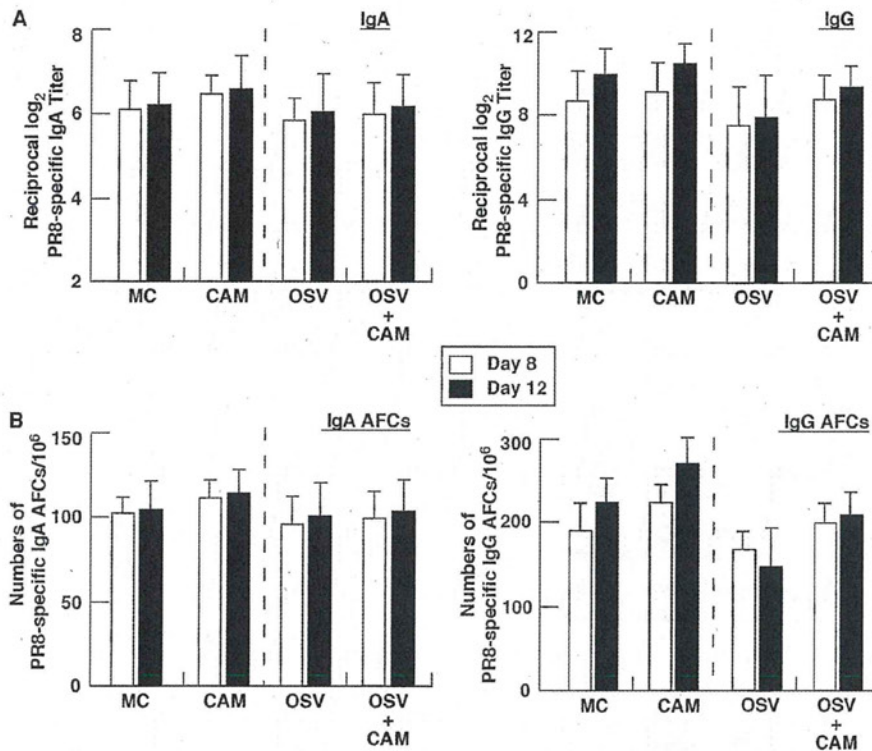 A
IgA
Reciprocal log2
PR8-specific IgA Titer
8
6
4
2
MC CAM OSV OSV
+
CAM
IgG
Reciprocal log2
PR8-specific IgG Titer
12
8
4
0
MC CAM OSV OSV
+
CAM
Day 8
Day 12
B
IgA AFCs
Numbers of
PR8-specific IgA AFCs/10^6
150
100
50
0
MC CAM OSV OSV
+
CAM
IgG AFCs
Numbers of
PR8-specific IgG AFCs/10^6
300
200
100
0
MC CAM OSV OSV
+
CAM